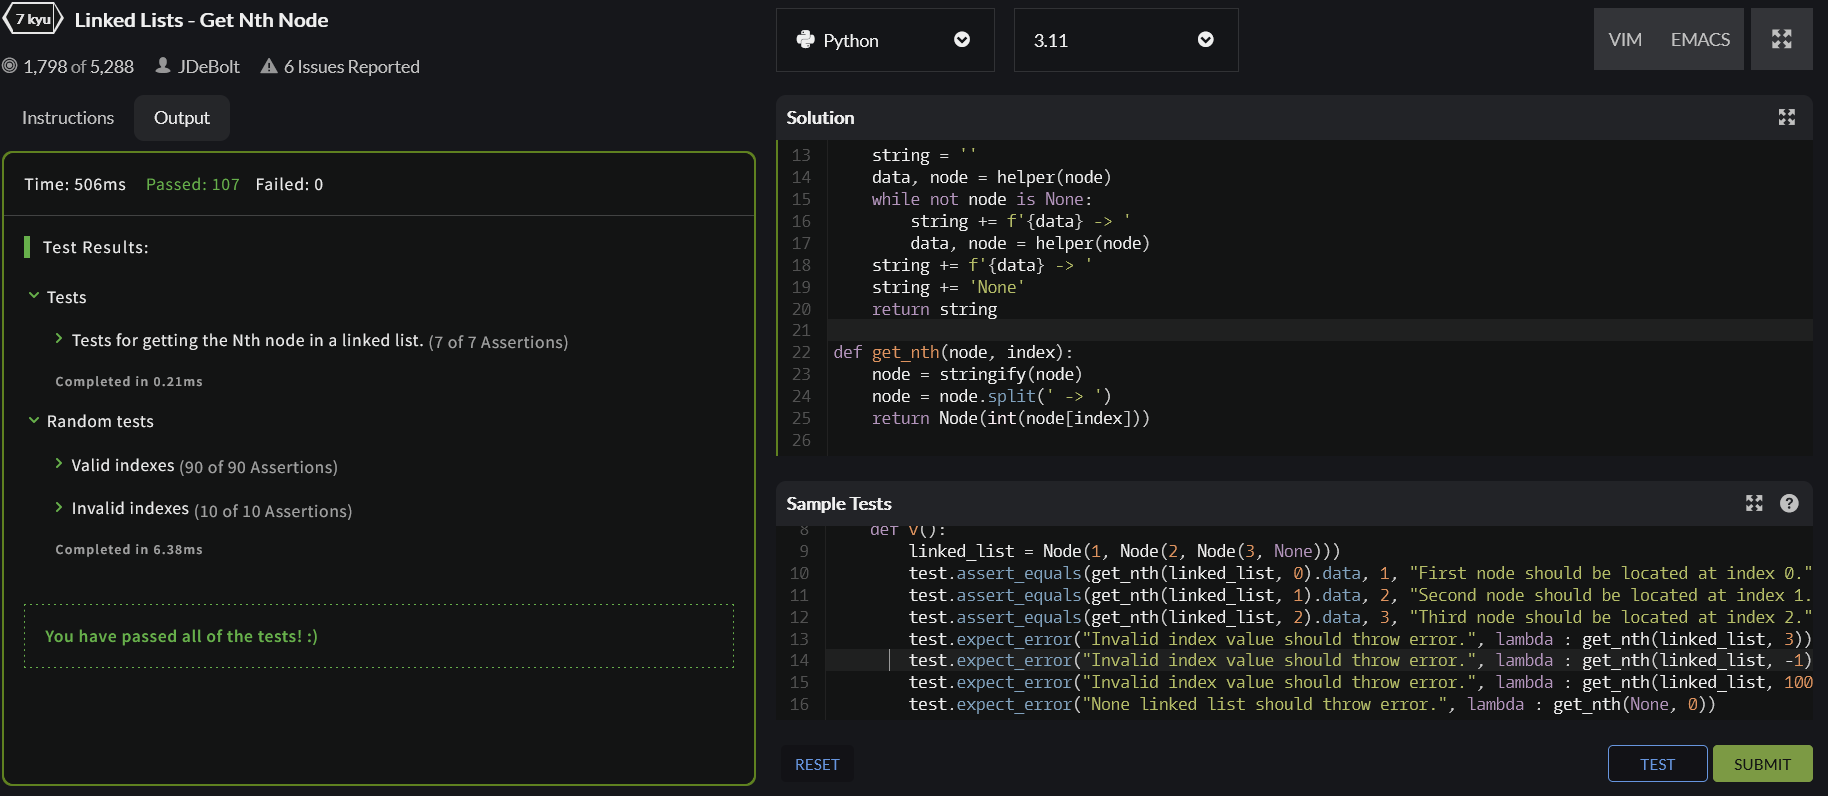 7 kyu Linked Lists - Get Nth Node
1,798 of 5,288 JDeBolt 6 Issues Reported
Instructions Output
Time: 506ms Passed: 107 Failed: 0
Test Results:
Tests
Tests for getting the Nth node in a linked list. (7 of 7 Assertions)
Completed in 0.21ms
Random tests
Valid indexes (90 of 90 Assertions)
Invalid indexes (10 of 10 Assertions)
Completed in 6.38ms
You have passed all of the tests! :)
Python 3.11 VIM EMACS
Solution
13 string = ''
14 data, node = helper(node)
15 while not node is None:
16 string += f'{data} -> '
17 data, node = helper(node)
18 string += f'{data} -> '
19 string += 'None'
20 return string
21
22 def get_nth(node, index):
23 node = stringify(node)
24 node = node.split(' -> ')
25 return Node(int(node[index]))
26
Sample Tests
8 def v():
9 linked_list = Node(1, Node(2, Node(3, None)))
10 test.assert_equals(get_nth(linked_list, 0).data, 1, "First node should be located at index 0."
11 test.assert_equals(get_nth(linked_list, 1).data, 2, "Second node should be located at index 1.
12 test.assert_equals(get_nth(linked_list, 2).data, 3, "Third node should be located at index 2."
13 test.expect_error("Invalid index value should throw error.", lambda : get_nth(linked_list, 3))
14 test.expect_error("Invalid index value should throw error.", lambda : get_nth(linked_list, -1)
15 test.expect_error("Invalid index value should throw error.", lambda : get_nth(linked_list, 100
16 test.expect_error("None linked list should throw error.", lambda : get_nth(None, 0))
RESET TEST SUBMIT